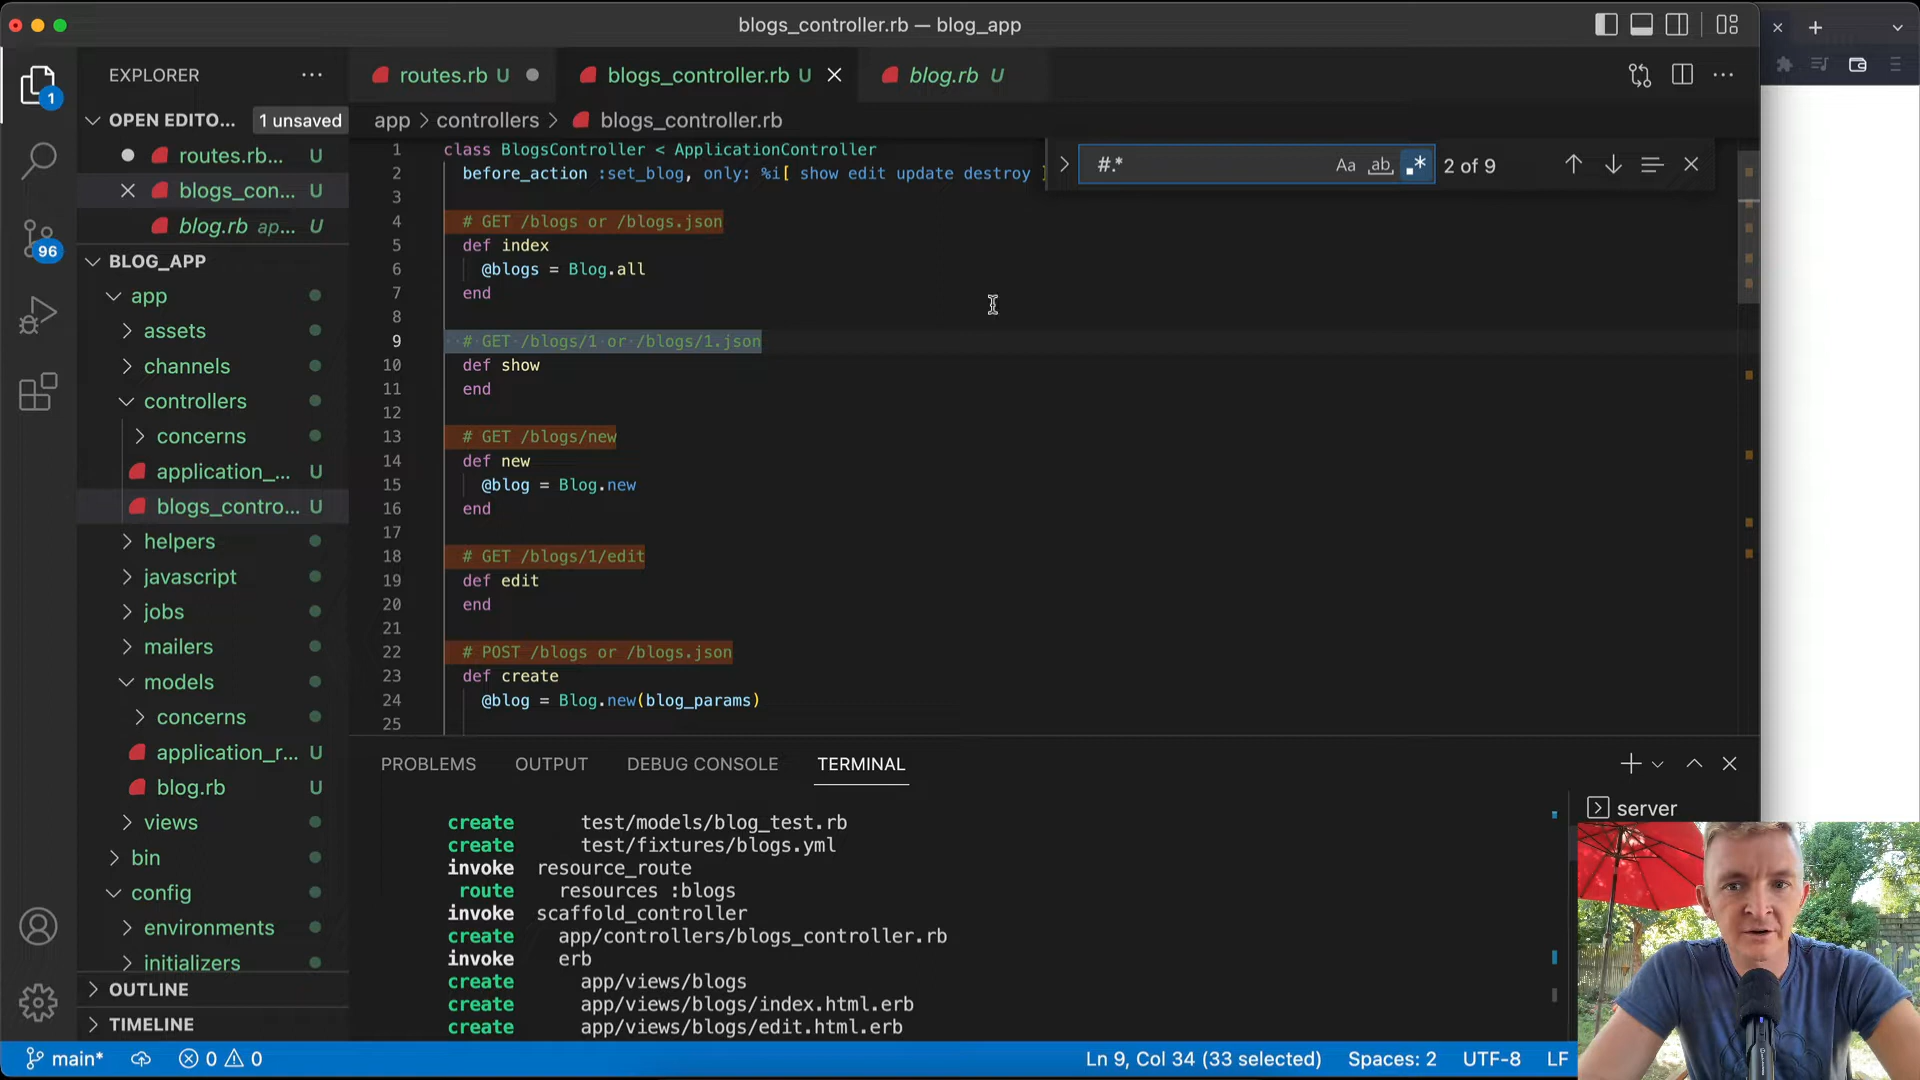 blogs_controller.rb — blog_app
EXPLORER
routes.rb U
blogs_controller.rb U
blog.rb U
1
OPEN EDITO...
1 unsaved
app > controllers > blogs_controller.rb
routes.rb... U
blogs_con... U
blog.rb ap... U
#.*
Aa
ab
.*
2 of 9
1 class BlogsController < ApplicationController
2 before_action :set_blog, only: %i[ show edit update destroy ]
3
4 # GET /blogs or /blogs.json
5 def index
6 @blogs = Blog.all
7 end
8
9 # GET /blogs/1 or /blogs/1.json
10 def show
11 end
12
13 # GET /blogs/new
14 def new
15 @blog = Blog.new
16 end
17
18 # GET /blogs/1/edit
19 def edit
20 end
21
22 # POST /blogs or /blogs.json
23 def create
24 @blog = Blog.new(blog_params)
25
96
BLOG_APP
app
assets
channels
controllers
concerns
application_... U
blogs_contro... U
helpers
javascript
jobs
mailers
models
concerns
application_r... U
blog.rb U
views
bin
config
environments
initializers
OUTLINE
TIMELINE
PROBLEMS
OUTPUT
DEBUG CONSOLE
TERMINAL
server
create test/models/blog_test.rb
create test/fixtures/blogs.yml
invoke resource_route
route resources :blogs
invoke scaffold_controller
create app/controllers/blogs_controller.rb
invoke erb
create app/views/blogs
create app/views/blogs/index.html.erb
create app/views/blogs/edit.html.erb
main*
0
0
Ln 9, Col 34 (33 selected)
Spaces: 2
UTF-8
LF